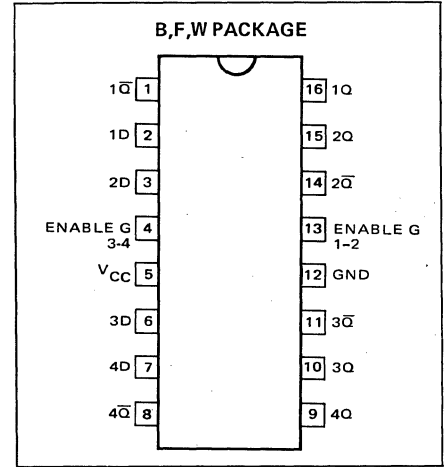 B,F,W PACKAGE
1Q̅ 1
16 1Q
1D 2
15 2Q
2D 3
14 2Q̅
ENABLE G 3-4 4
13 ENABLE G 1-2
VCC 5
12 GND
3D 6
11 3Q̅
4D 7
10 3Q
4Q̅ 8
9 4Q